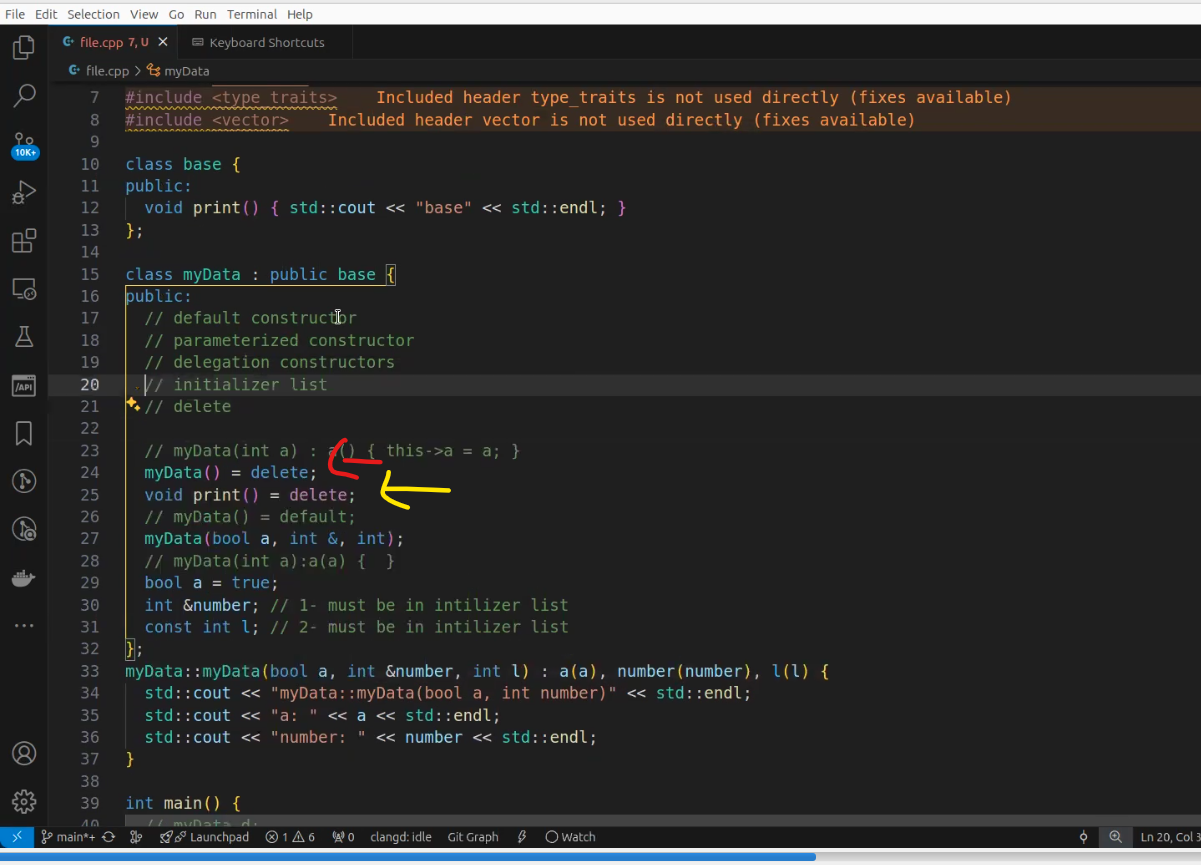 File Edit Selection View Go Run Terminal Help
file.cpp 7, U Keyboard Shortcuts
file.cpp > myData
7 #include <type_traits> Included header type_traits is not used directly (fixes available)
8 #include <vector> Included header vector is not used directly (fixes available)
9
10 class base {
11 public:
12 void print() { std::cout << "base" << std::endl; }
13 };
14
15 class myData : public base {
16 public:
17 // default constructor
18 // parameterized constructor
19 // delegation constructors
20 // initializer list
21 // delete
22
23 // myData(int a) : a() { this->a = a; }
24 myData() = delete;
25 void print() = delete;
26 // myData() = default;
27 myData(bool a, int &, int);
28 // myData(int a):a(a) { }
29 bool a = true;
30 int &number; // 1- must be in intilizer list
31 const int l; // 2- must be in intilizer list
32 };
33 myData::myData(bool a, int &number, int l) : a(a), number(number), l(l) {
34 std::cout << "myData::myData(bool a, int number)" << std::endl;
35 std::cout << "a: " << a << std::endl;
36 std::cout << "number: " << number << std::endl;
37 }
38
39 int main() {
40 // myData d;
10K+
/API
main*+ Launchpad 1 6 0 clangd: idle Git Graph Watch Ln 20, Col 3